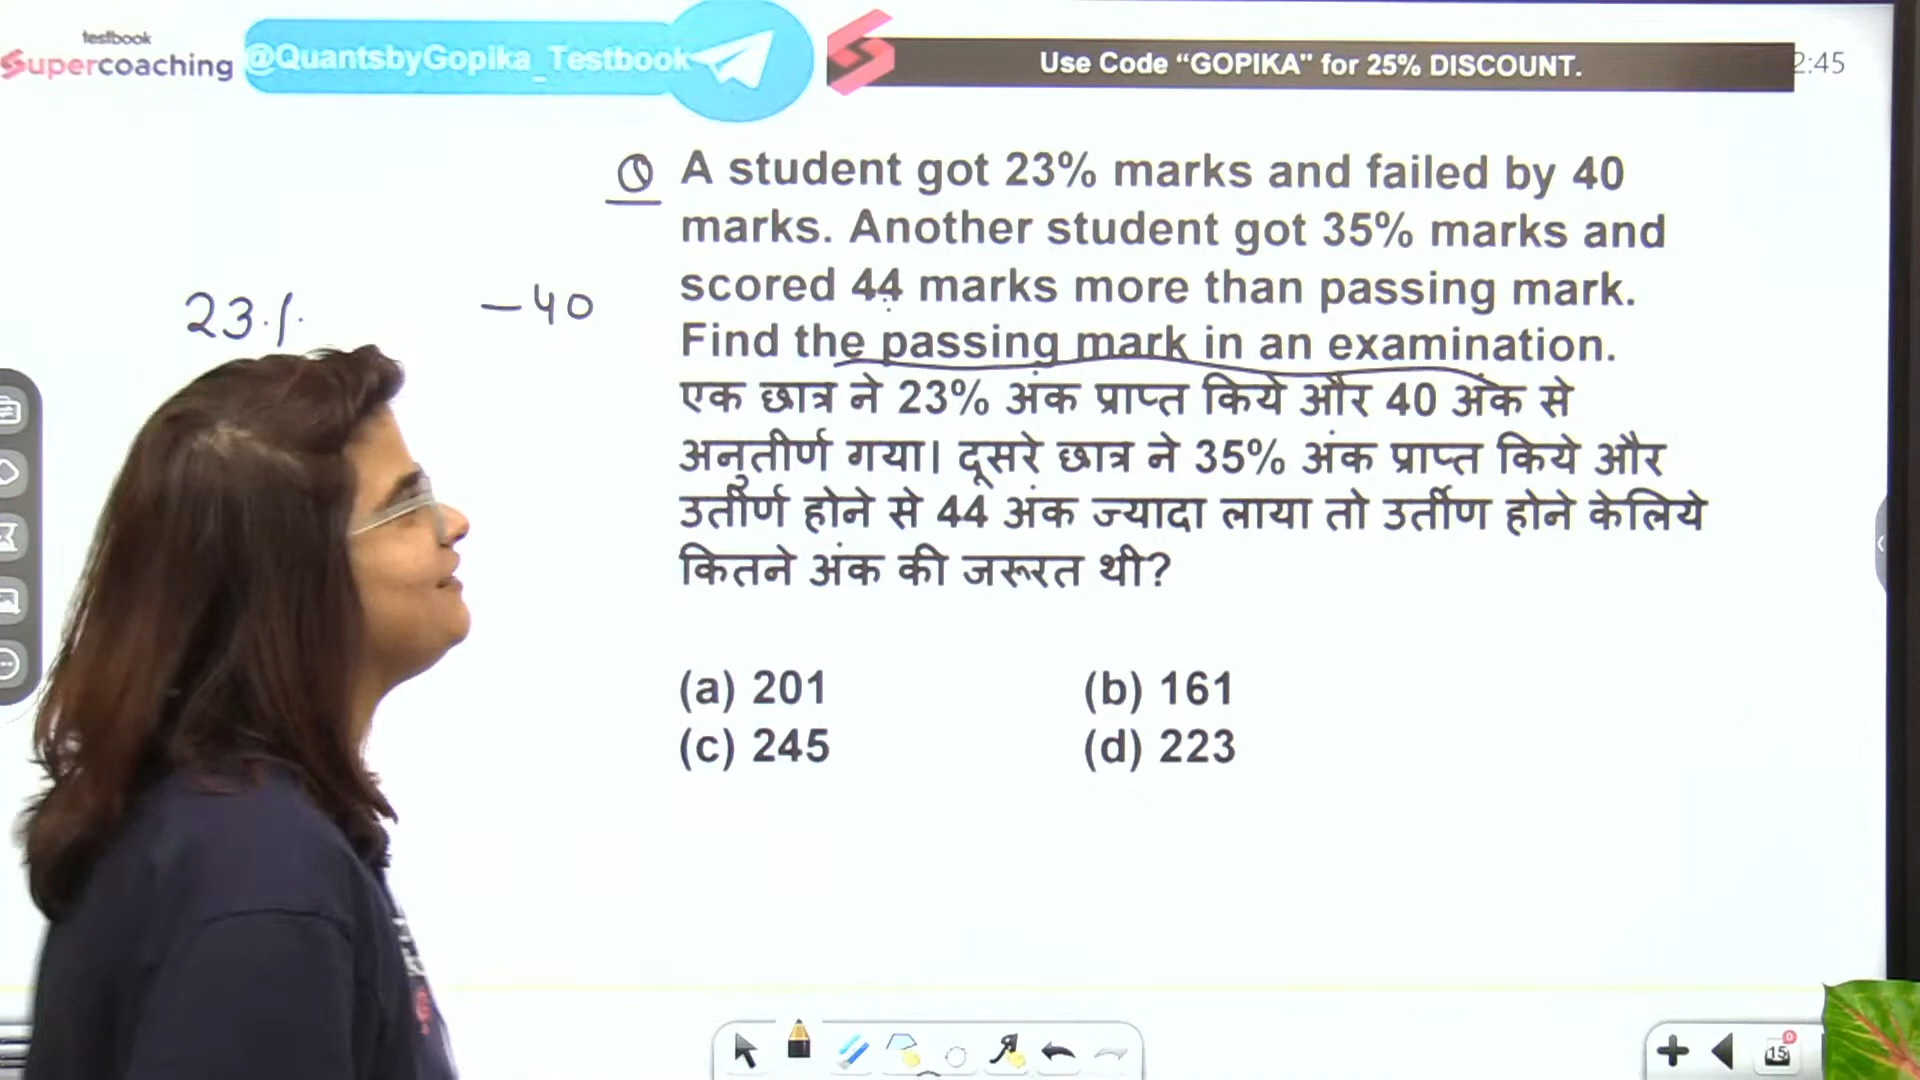 testbook
Supercoaching
@QuantsbyGopika_Testbook
Use Code “GOPIKA” for 25% DISCOUNT.
2:45
Q A student got 23% marks and failed by 40
marks. Another student got 35% marks and
scored 44 marks more than passing mark.
Find the passing mark in an examination.
23% -40
एक छात्र ने 23% अंक प्राप्त किये और 40 अंक से
अनुतीर्ण गया। दूसरे छात्र ने 35% अंक प्राप्त किये और
उतीर्ण होने से 44 अंक ज्यादा लाया तो उर्तीण होने केलिये
कितने अंक की जरूरत थी?
(a) 201 (b) 161
(c) 245 (d) 223
15